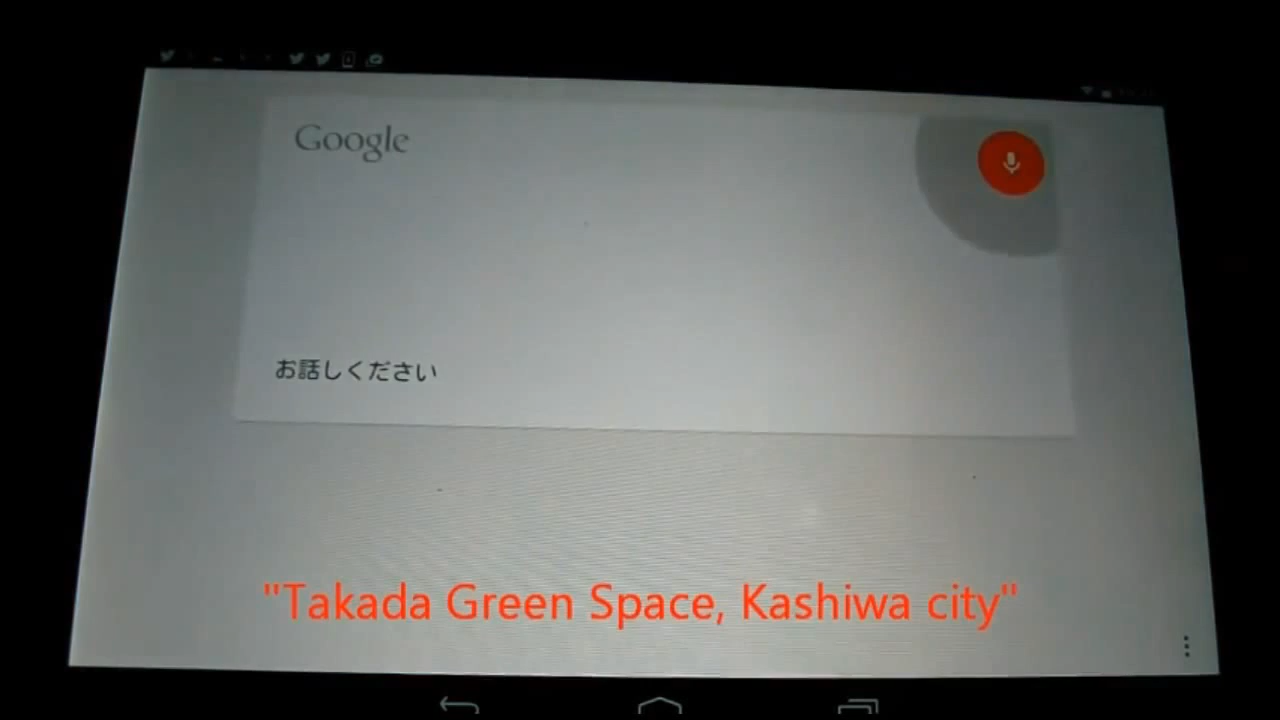 Google
お話しください
"Takada Green Space, Kashiwa city"